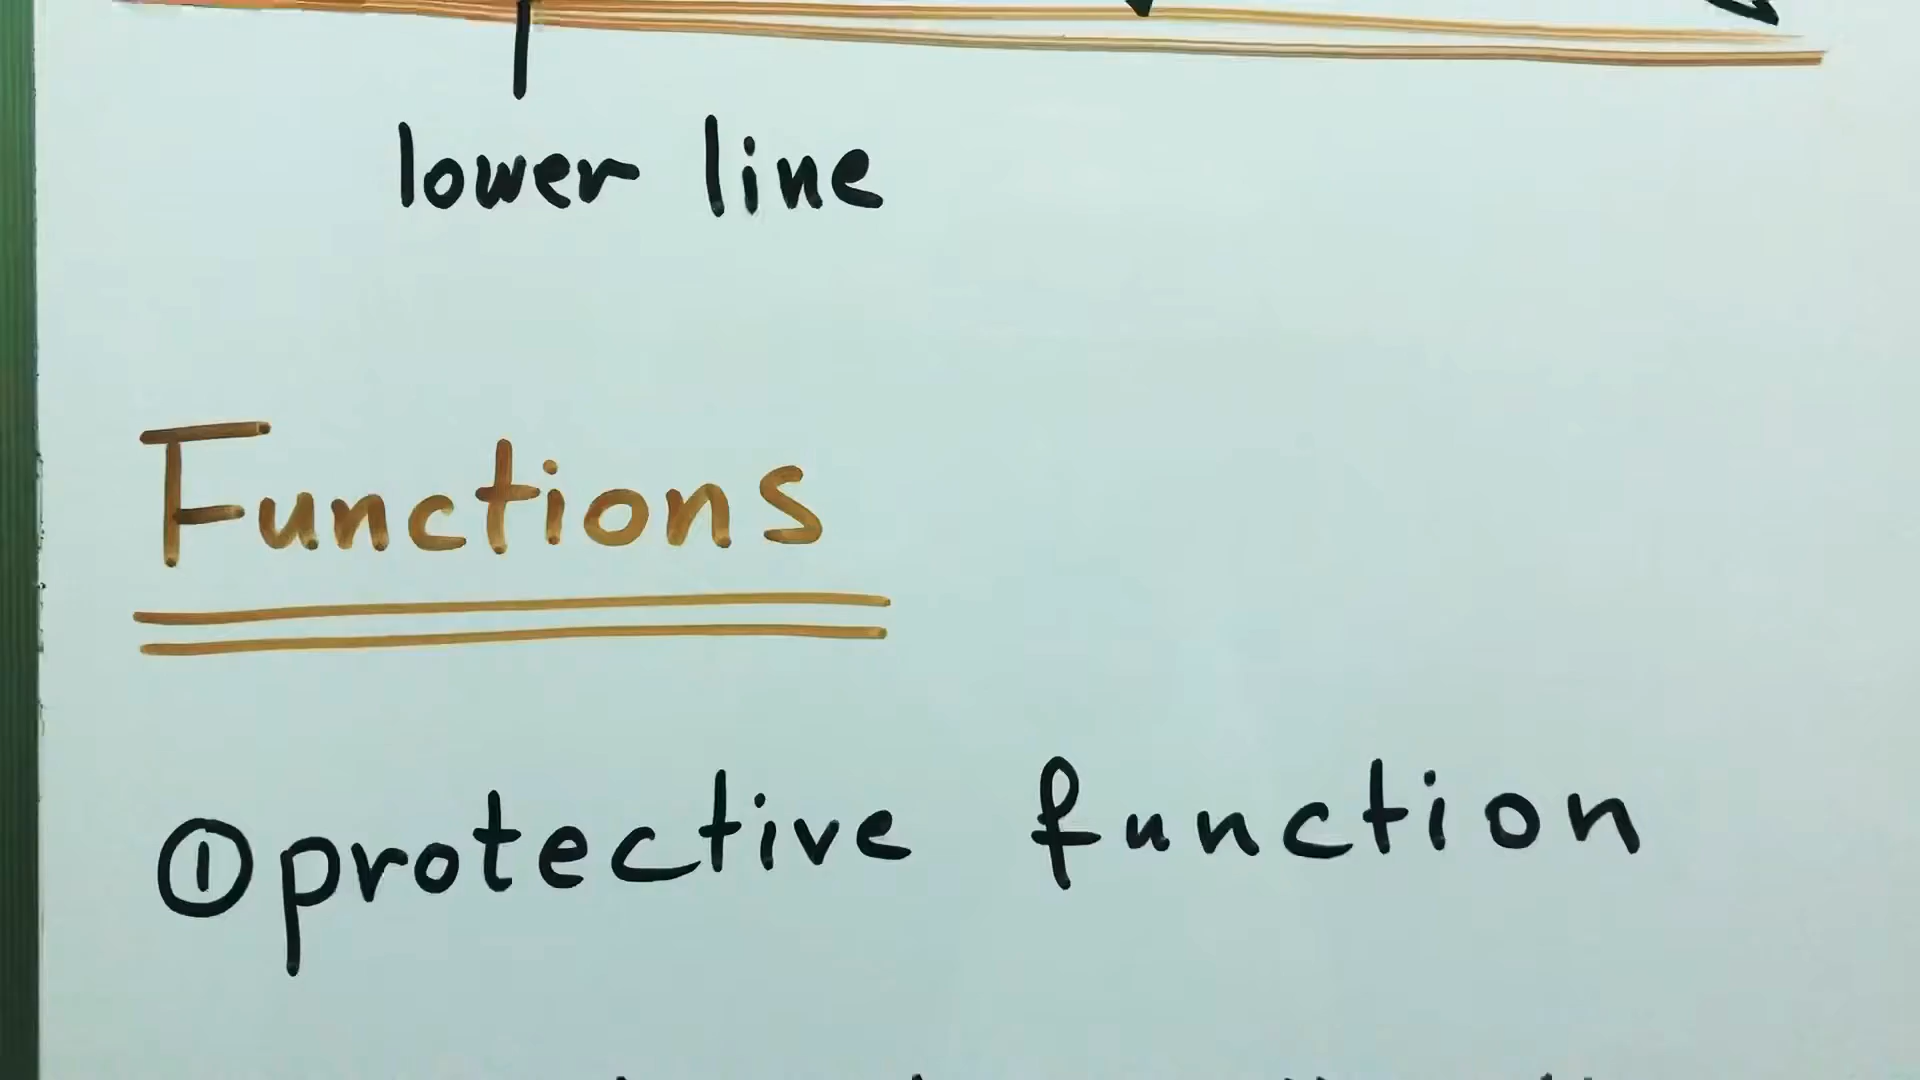 lower line
Functions
① protective function